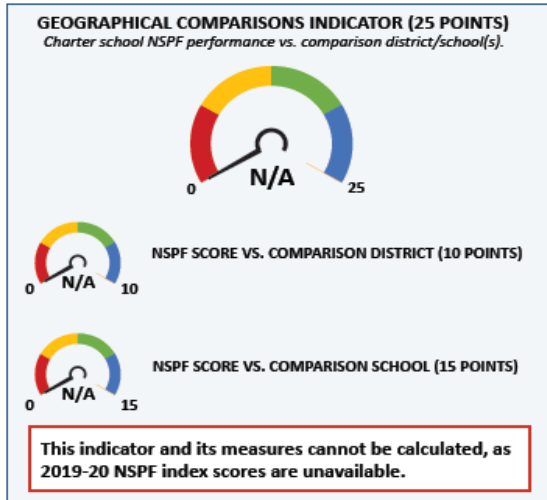 GEOGRAPHICAL COMPARISONS INDICATOR (25 POINTS)
Charter school NSPF performance vs. comparison district/school(s).
N/A
0 25
NSPF SCORE VS. COMPARISON DISTRICT (10 POINTS)
N/A
0 10
NSPF SCORE VS. COMPARISON SCHOOL (15 POINTS)
N/A
0 15
This indicator and its measures cannot be calculated, as
2019-20 NSPF index scores are unavailable.